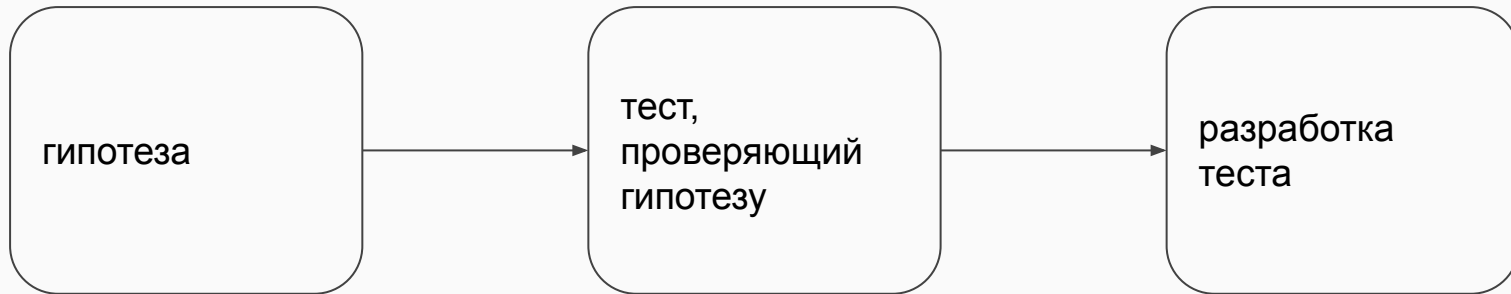 гипотеза
тест,
проверяющий
гипотезу
разработка
теста